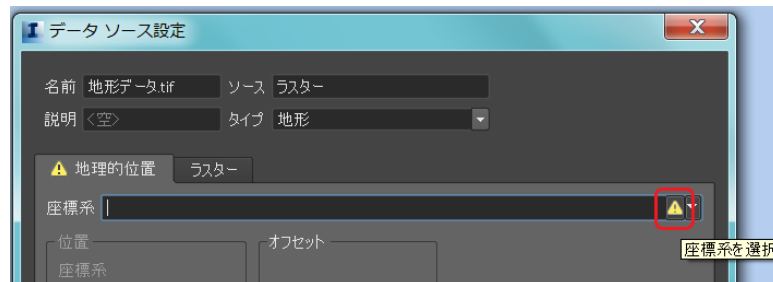 データ ソース設定
名前 地形データ.tif ソース ラスター
説明 <空> タイプ 地形
地理的位置 ラスター
座標系
座標系を選択
位置 オフセット
座標系